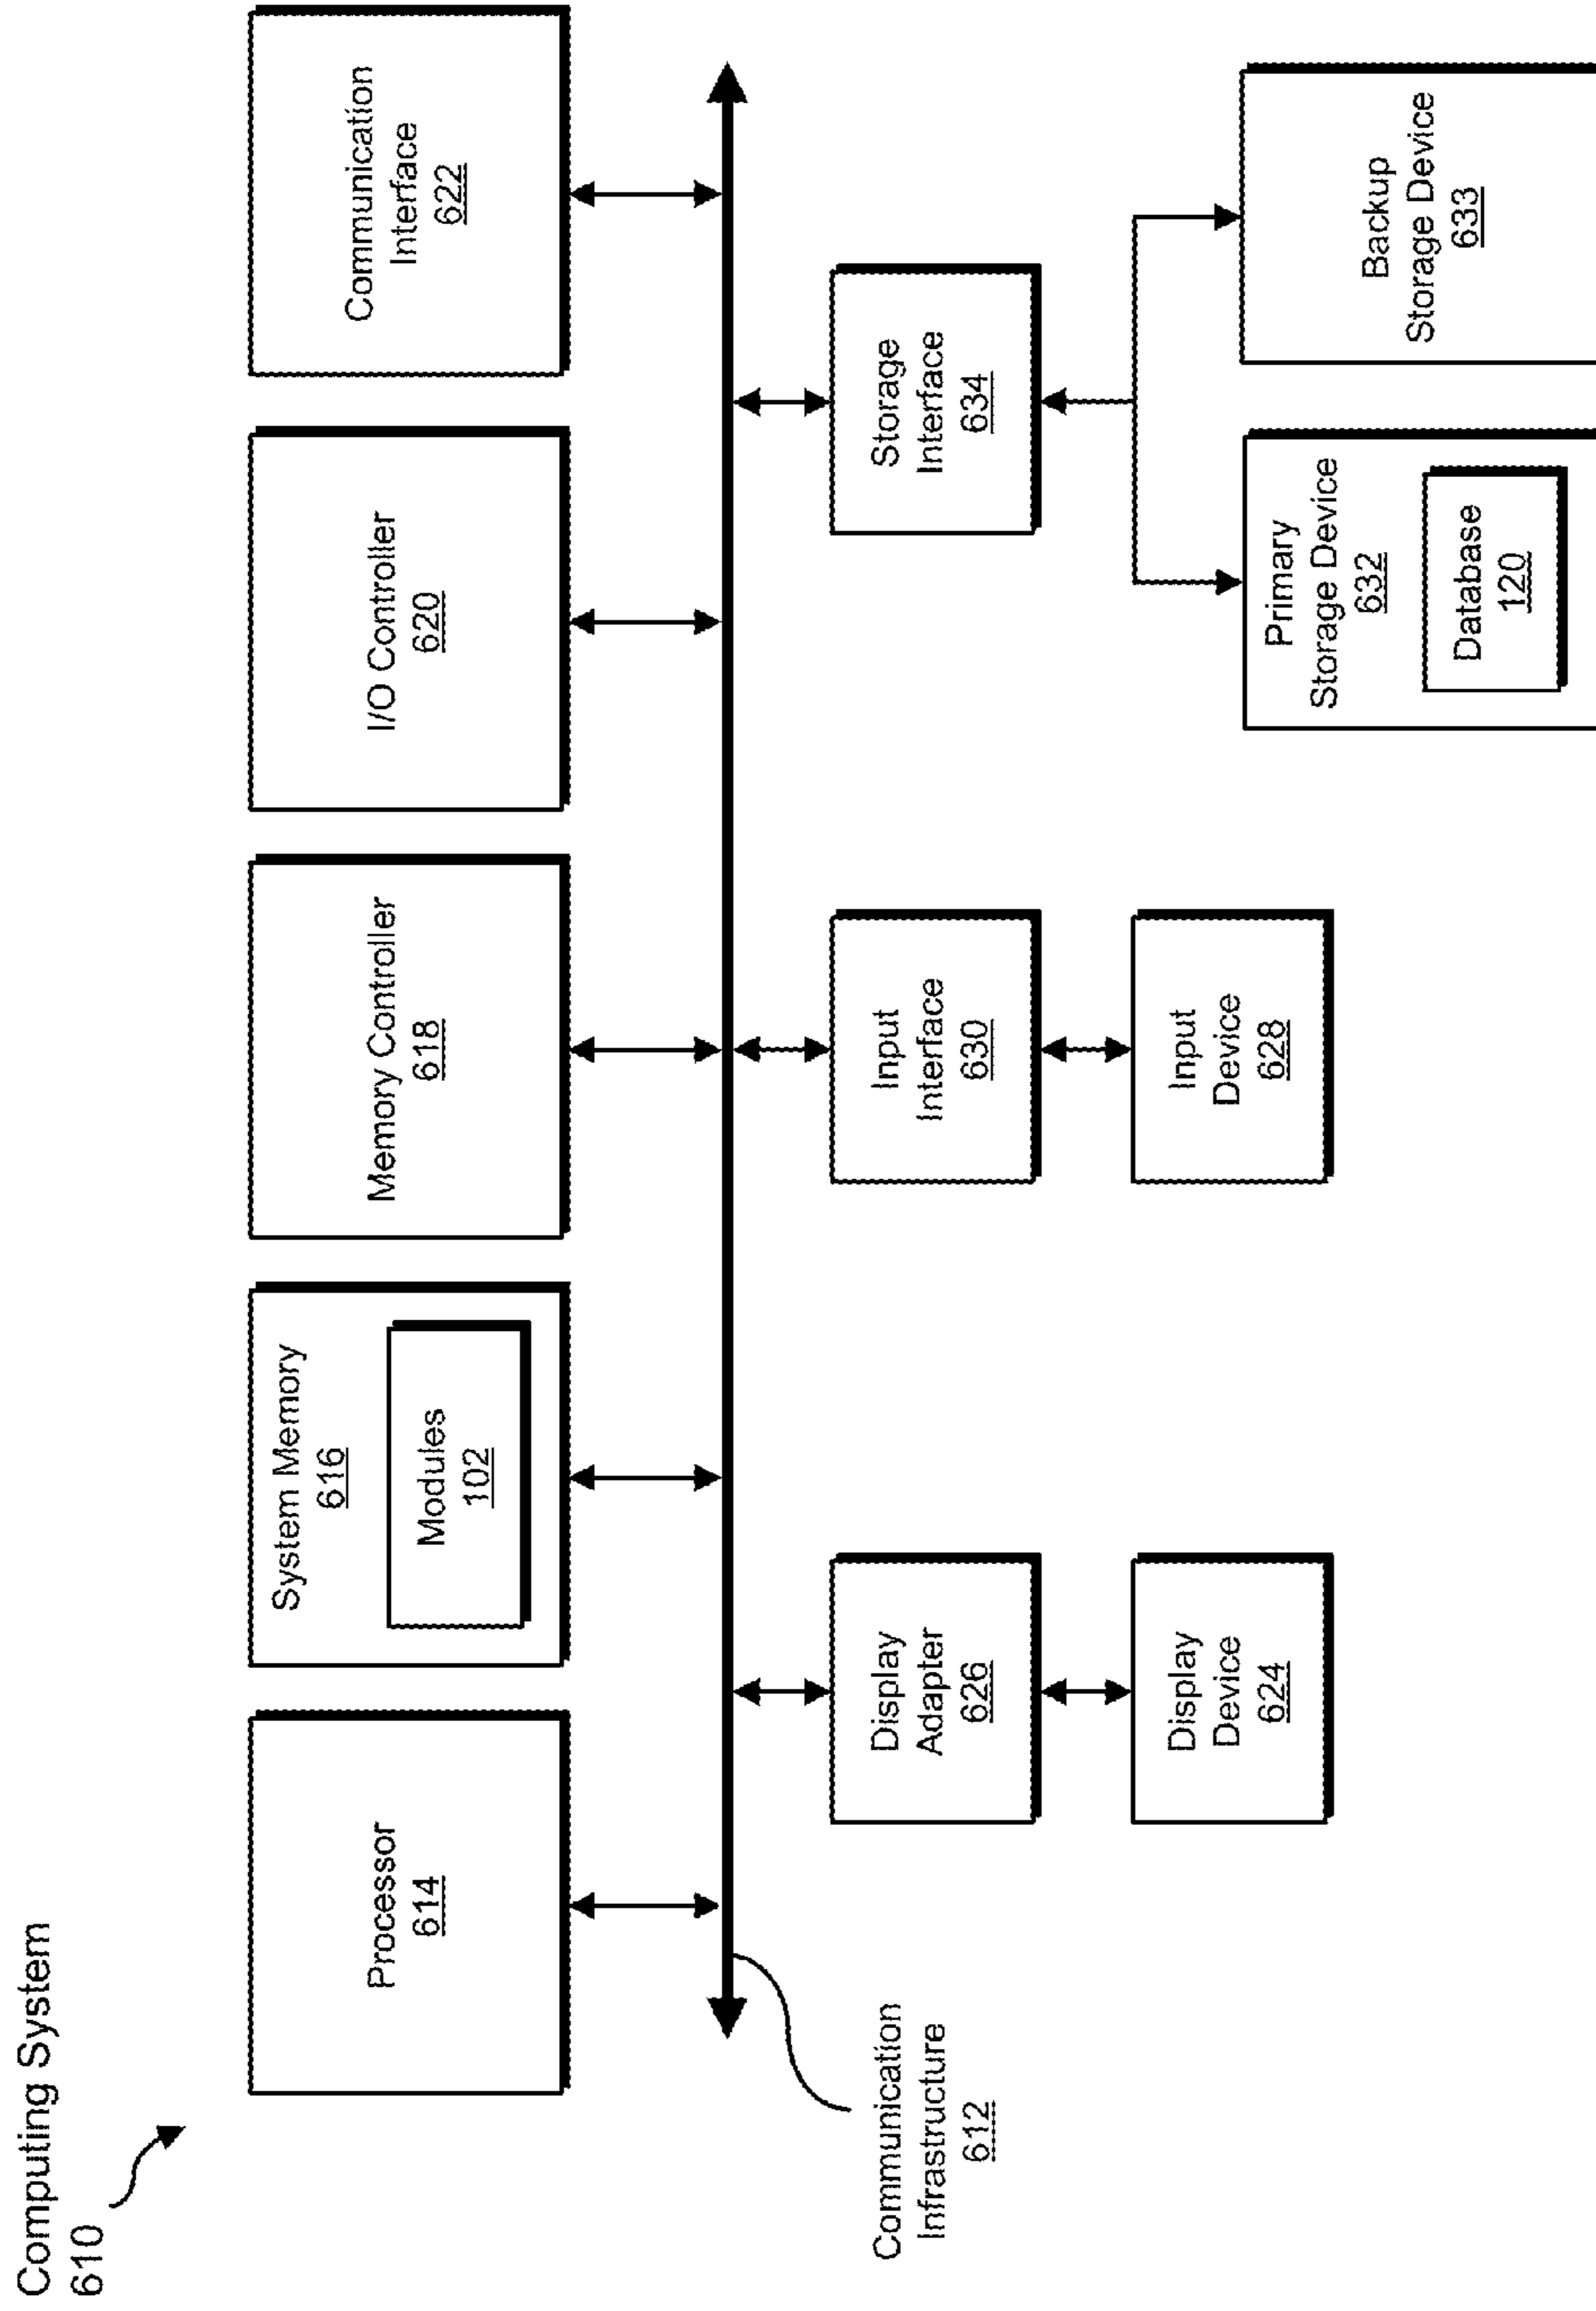 Computing System
610
Processor
614
System Memory
616
Modules
102
Memory Controller
618
I/O Controller
620
Communication
Interface
622
Communication
Infrastructure
612
Display
Adapter
626
Input
Interface
630
Storage
Interface
634
Display
Device
624
Input
Device
628
Primary
Storage Device
632
Database
120
Backup
Storage Device
633